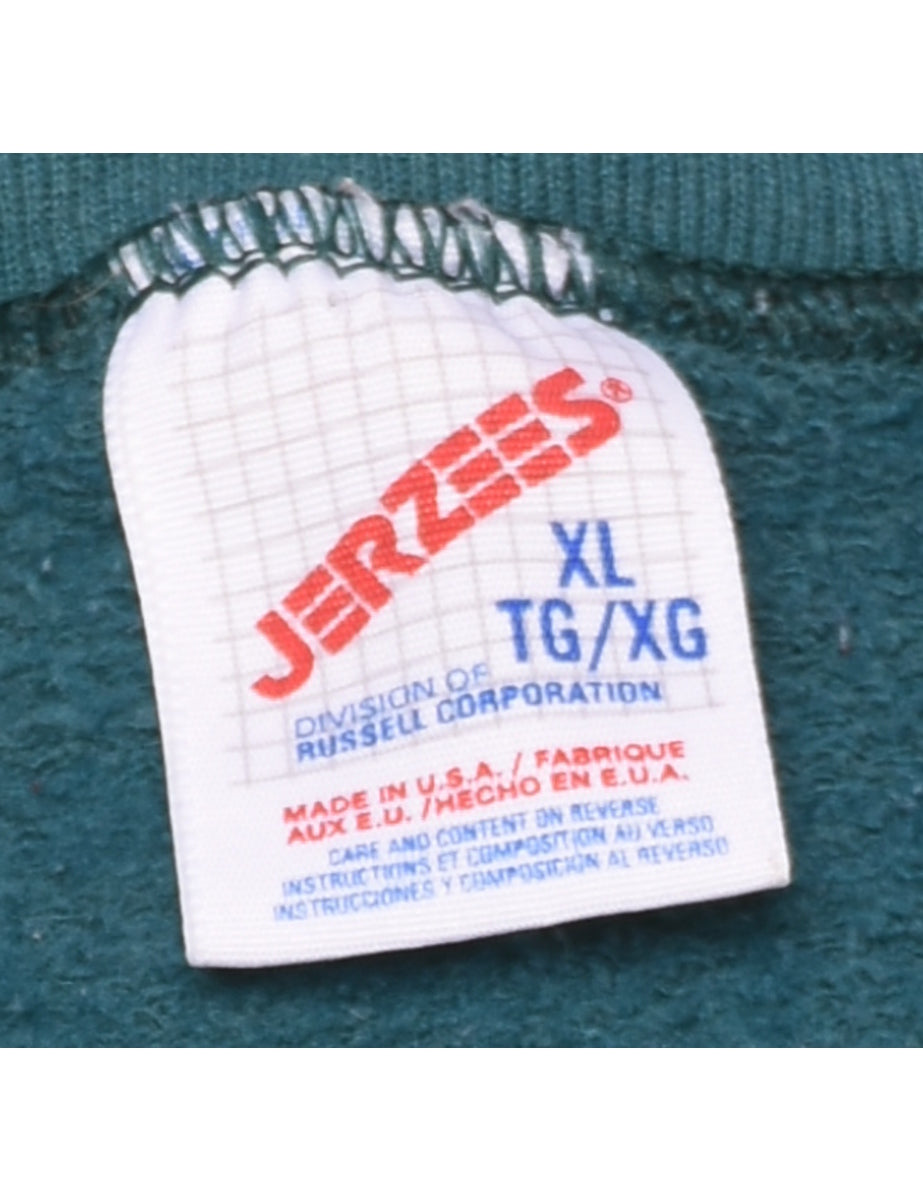 JERZEES®
XL
TG/XG
DIVISION OF
RUSSELL CORPORATION
MADE IN U.S.A. / FABRIQUE
AUX E.U. /HECHO EN E.U.A.
CARE AND CONTENT ON REVERSE
INSTRUCTIONS ET COMPOSITION AU VERSO
INSTRUCCIONES Y COMPOSICION AL REVERSO